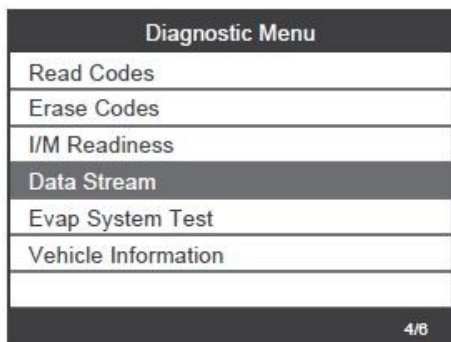 Diagnostic Menu
Read Codes
Erase Codes
I/M Readiness
Data Stream
Evap System Test
Vehicle Information
4/6